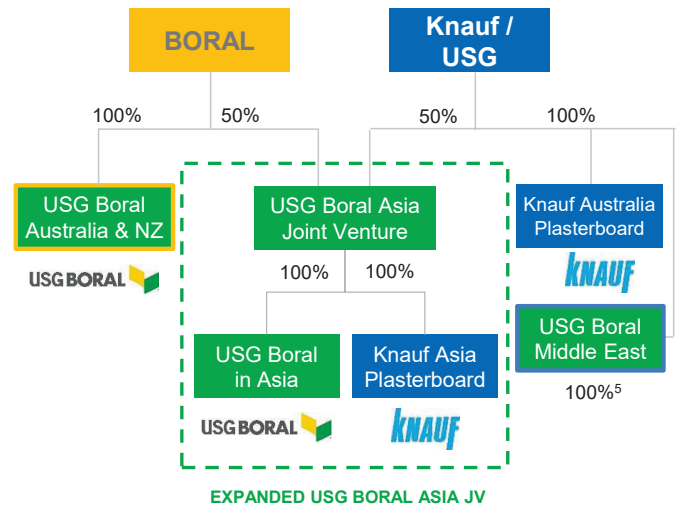 BORAL
Knauf /
USG
100%
50%
50%
100%
USG Boral
Australia & NZ
USG Boral Asia
Joint Venture
Knauf Australia
Plasterboard
USGBORAL
KNAUF
100%
100%
USG Boral
in Asia
Knauf Asia
Plasterboard
USG Boral
Middle East
100%⁵
USGBORAL
KNAUF
EXPANDED USG BORAL ASIA JV